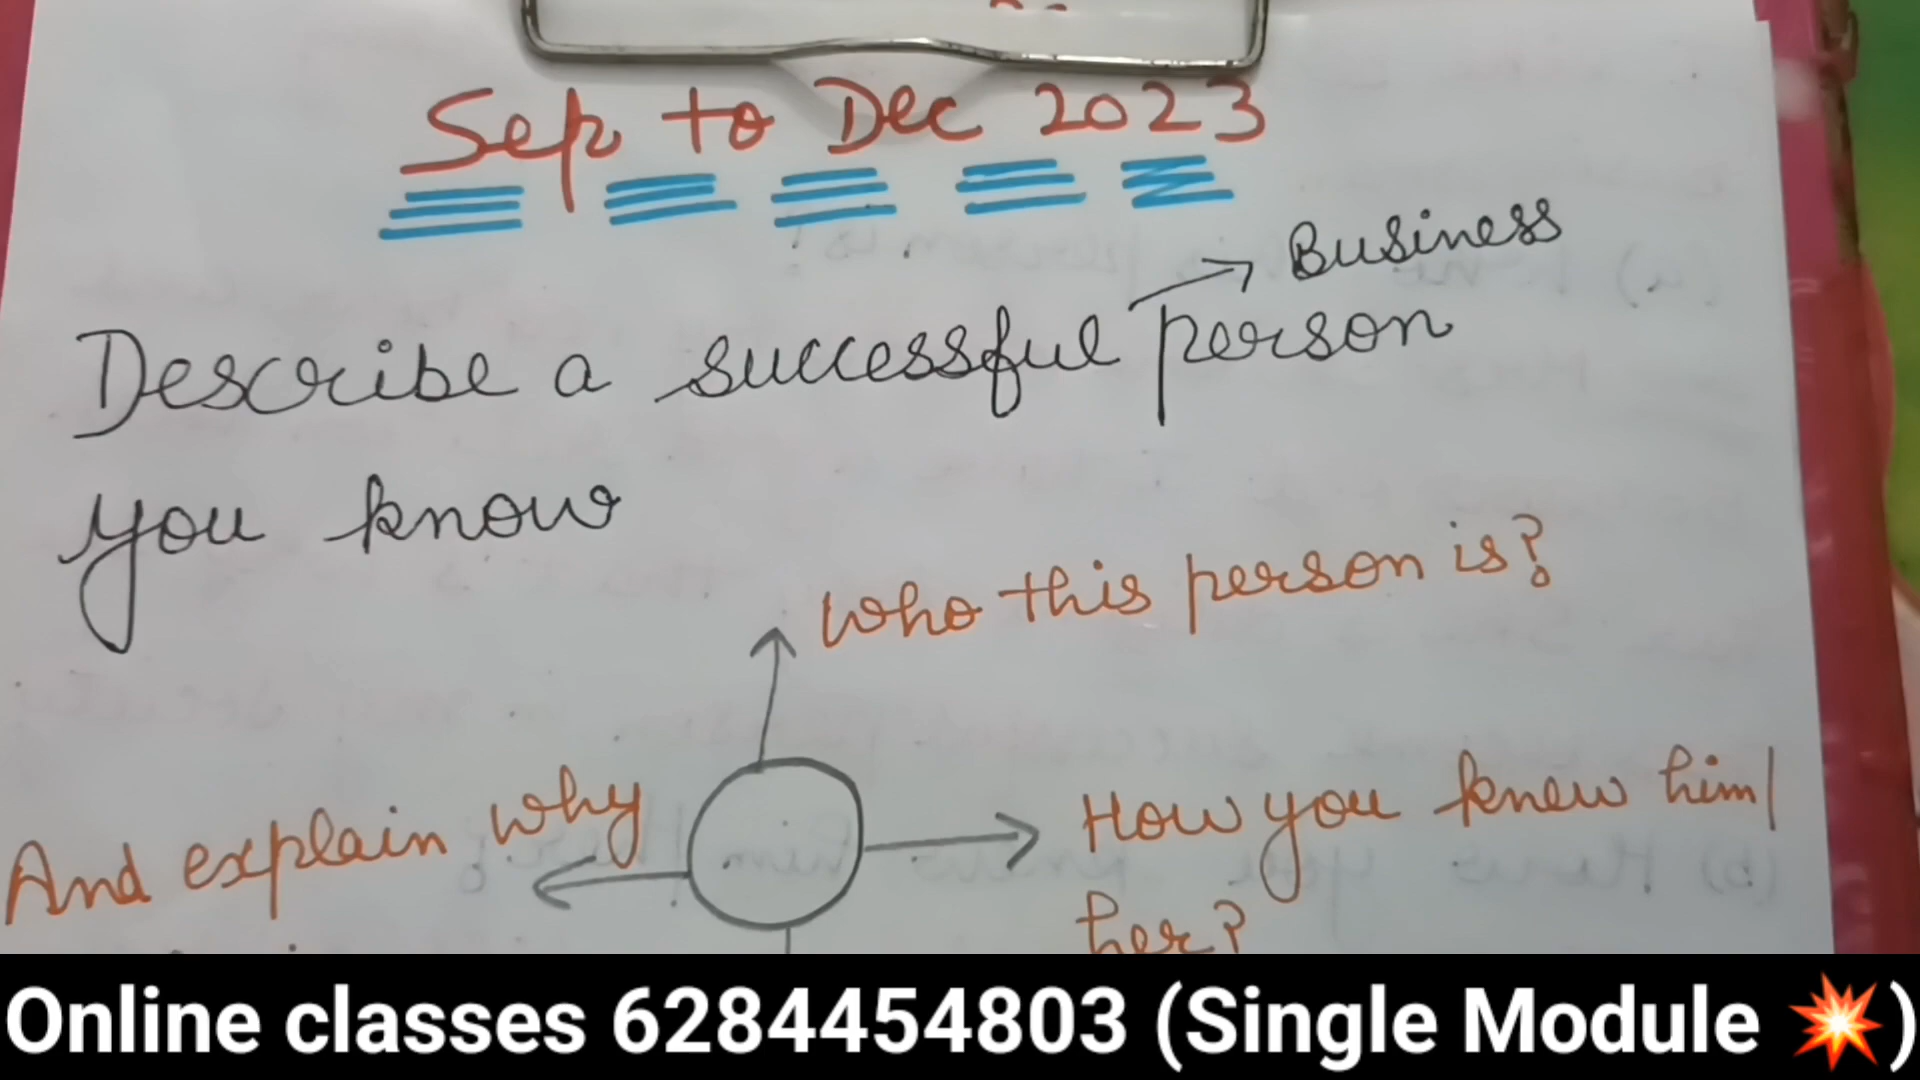 Sep to Dec 2023
Business
Describe a successful person
you know
Who this person is?
And explain why
How you knew him/
her?
Online classes 6284454803 (Single Module 💥)